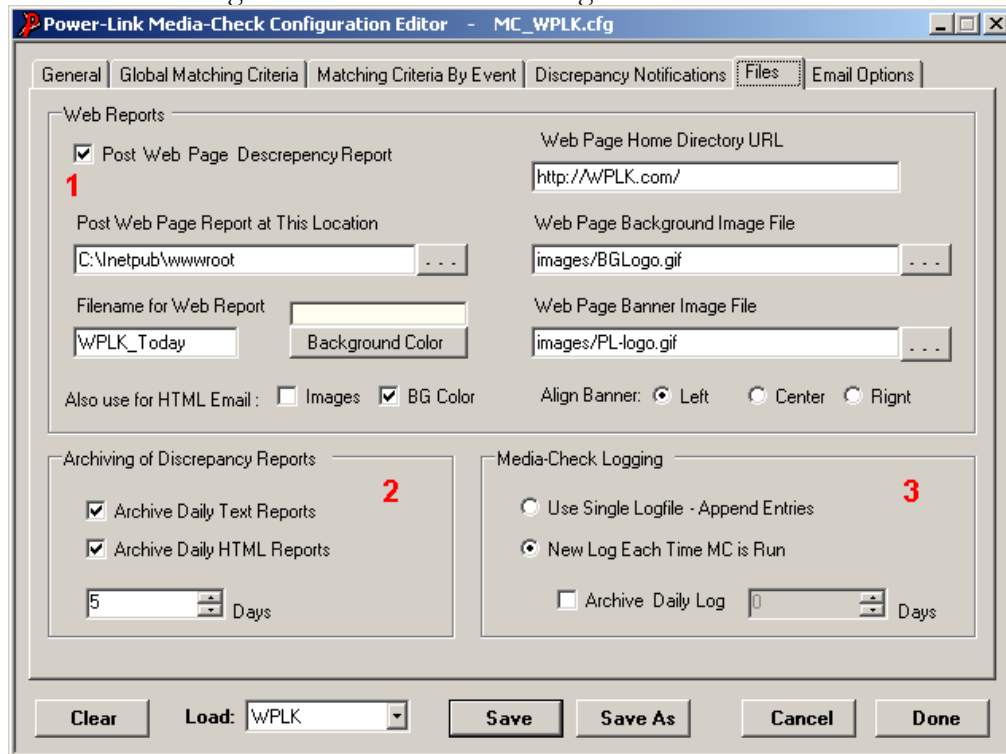 Power-Link Media-Check Configuration Editor - MC_WPLK.cfg
General Global Matching Criteria Matching Criteria By Event Discrepancy Notifications Files Email Options
Web Reports
Post Web Page Descrepency Report
Web Page Home Directory URL
http://WPLK.com/
1
Post Web Page Report at This Location
Web Page Background Image File
C:\Inetpub\wwwroot
. . .
images/BGLogo.gif
. . .
Filename for Web Report
Web Page Banner Image File
WPLK_Today
Background Color
images/PL-logo.gif
. . .
Also use for HTML Email : Images BG Color
Align Banner: Left Center Rignt
Archiving of Discrepancy Reports
2
Archive Daily Text Reports
Archive Daily HTML Reports
5 Days
Media-Check Logging
3
Use Single Logfile - Append Entries
New Log Each Time MC is Run
Archive Daily Log 0 Days
Clear Load: WPLK Save Save As Cancel Done